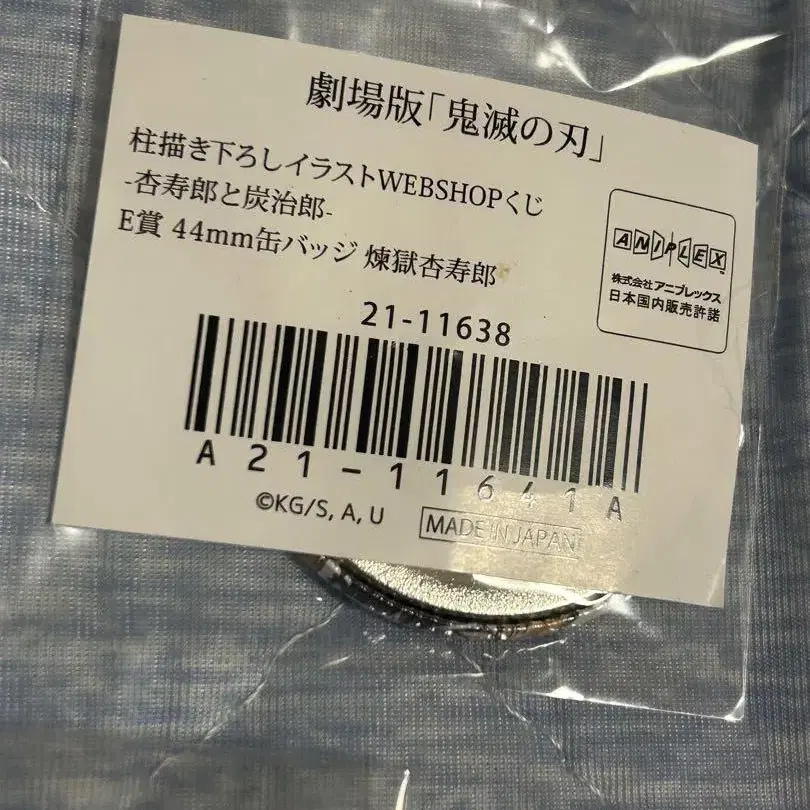 劇場版「鬼滅の刃」
柱描き下ろしイラストWEBSHOPくじ
-杏寿郎と炭治郎-
E賞 44mm缶バッジ 煉獄杏寿郎
ANIPLEX
株式会社アニプレックス
日本国内販売許諾
21-11638
A21-11641A
©KG/S, A, U
MADE IN JAPAN